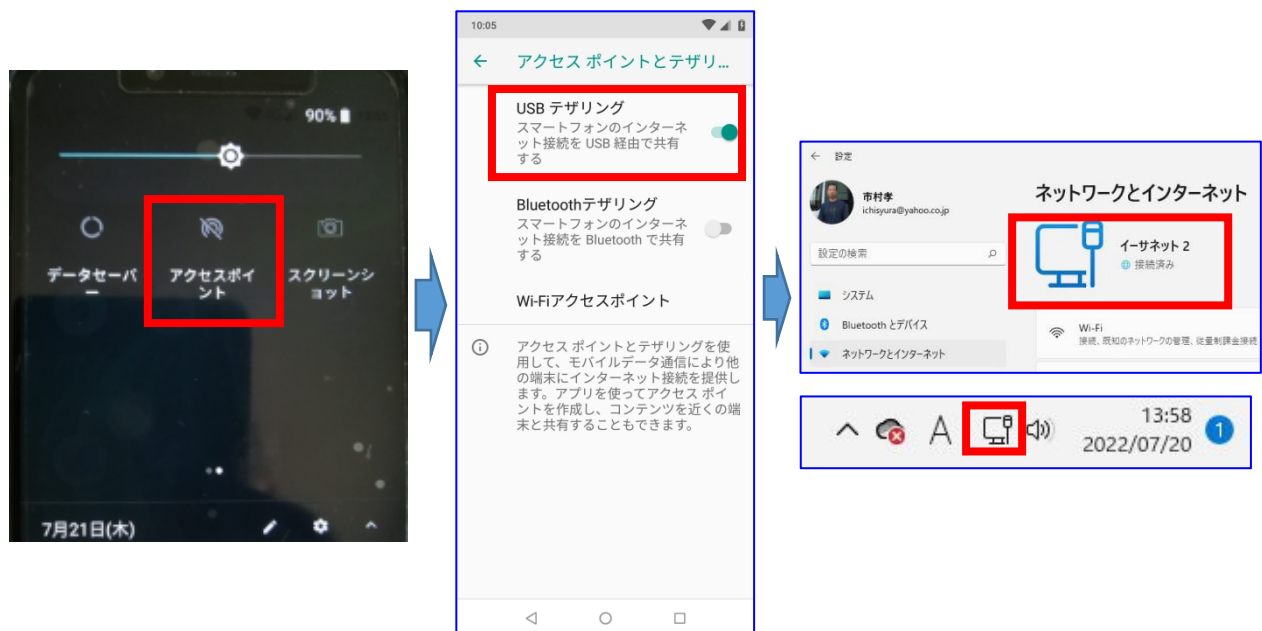 90%
データセーバ
ー
アクセスポイ
ント
スクリーンシ
ョット
7月21日(木)
10:05
アクセス ポイントとテザリ...
USB テザリング
スマートフォンのインターネ
ット接続を USB 経由で共有
する
Bluetoothテザリング
スマートフォンのインターネ
ット接続を Bluetooth で共有
する
Wi-Fiアクセスポイント
アクセス ポイントとテザリングを使
用して、モバイルデータ通信により他
の端末にインターネット接続を提供し
ます。アプリを使ってアクセス ポイ
ントを作成し、コンテンツを近くの端
末と共有することもできます。
設定
市村孝
ichisyura@yahoo.co.jp
設定の検索
システム
Bluetooth とデバイス
ネットワークとインターネット
ネットワークとインターネット
イーサネット 2
接続済み
Wi-Fi
接続、既知のネットワークの管理、従量制課金接続
A
13:58
2022/07/20
1